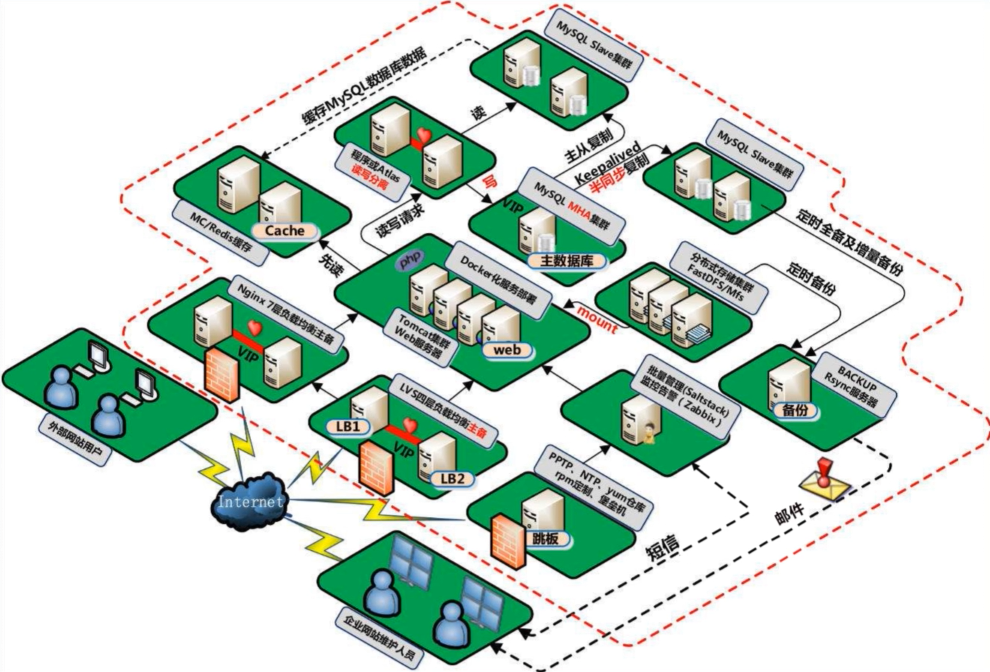 MySQL Slave集群
缓存MySQL数据库数据
读
程序或Atlas
读写分离
写
主从复制
Keepalived
半同步复制
MySQL Slave集群
MySQL MHA集群
VIP
主数据库
定时全备及增量备份
Cache
MC/Redis缓存
读写请求
先读
php
Docker化服务部署
Tomcat集群
Web服务器
web
分布式存储集群
FastDFS/Mfs
定时备份
mount
Nginx 7层负载均衡主备
VIP
BACKUP
Rsync服务器
备份
批量管理(Saltstack)
监控告警(Zabbix)
LVS四层负载均衡主备
LB1
VIP
LB2
外部网站用户
Internet
PPTP、NTP、yum仓库
rpm定制、堡垒机
跳板
邮件
短信
企业网站维护人员